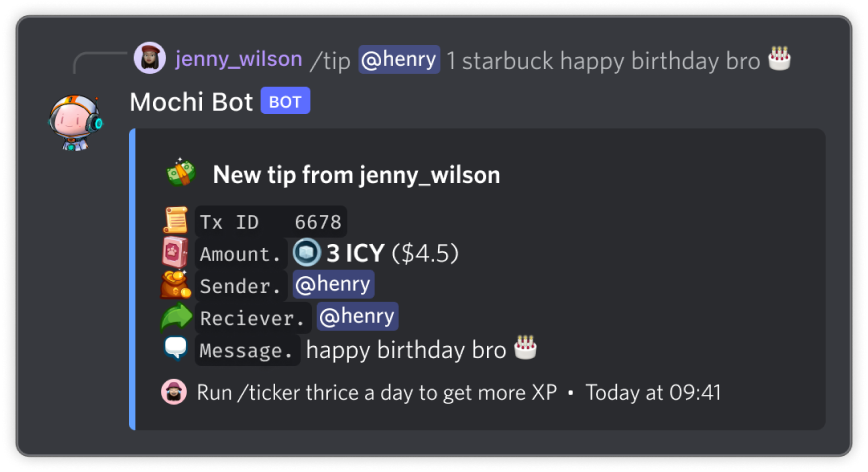 jenny_wilson /tip @henry 1 starbuck happy birthday bro 🎂
Mochi Bot BOT
New tip from jenny_wilson
Tx ID 6678
Amount. 3 ICY ($4.5)
Sender. @henry
Reciever. @henry
Message. happy birthday bro 🎂
Run /ticker thrice a day to get more XP • Today at 09:41